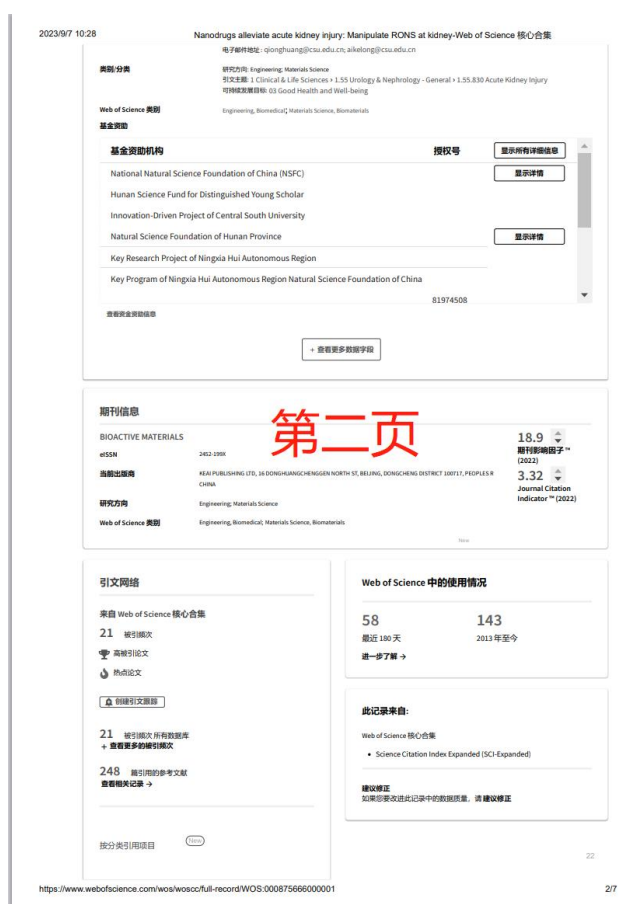 2023/9/7 10:28
Nanodrugs alleviate acute kidney injury: Manipulate RONS at kidney-Web of Science 核心合集
电子邮件地址: qionghuang@csu.edu.cn; aikelong@csu.edu.cn
类别/分类
研究方向: Engineering; Materials Science
引文主题: 1 Clinical & Life Sciences > 1.55 Urology & Nephrology - General > 1.55.830 Acute Kidney Injury
可持续发展目标: 03 Good Health and Well-being
Web of Science 类别
Engineering, Biomedical; Materials Science, Biomaterials
基金资助
基金资助机构
授权号
显示所有详细信息
National Natural Science Foundation of China (NSFC)
显示详情
Hunan Science Fund for Distinguished Young Scholar
Innovation-Driven Project of Central South University
Natural Science Foundation of Hunan Province
显示详情
Key Research Project of Ningxia Hui Autonomous Region
Key Program of Ningxia Hui Autonomous Region Natural Science Foundation of China
81974508
查看资金资助信息
+ 查看更多数据字段
期刊信息
第二页
BIOACTIVE MATERIALS
18.9
期刊影响因子 ™
(2022)
eISSN
2452-199X
当前出版商
KEAI PUBLISHING LTD, 16 DONGHUANGCHENGGEN NORTH ST, BEIJING, DONGCHENG DISTRICT 100717, PEOPLES R
CHINA
3.32
Journal Citation
Indicator ™ (2022)
研究方向
Engineering; Materials Science
Web of Science 类别
Engineering, Biomedical; Materials Science, Biomaterials
New
引文网络
来自 Web of Science 核心合集
21 被引频次
高被引论文
热点论文
创建引文跟踪
21 被引频次 所有数据库
+ 查看更多的被引频次
248 篇引用的参考文献
查看相关记录 →
按分类引用项目
New
Web of Science 中的使用情况
58
143
最近 180 天
2013 年至今
进一步了解 →
此记录来自:
Web of Science 核心合集
• Science Citation Index Expanded (SCI-Expanded)
建议修正
如果您要改进此记录中的数据质量，请 建议修正
22
https://www.webofscience.com/wos/woscc/full-record/WOS:000875666000001
2/7